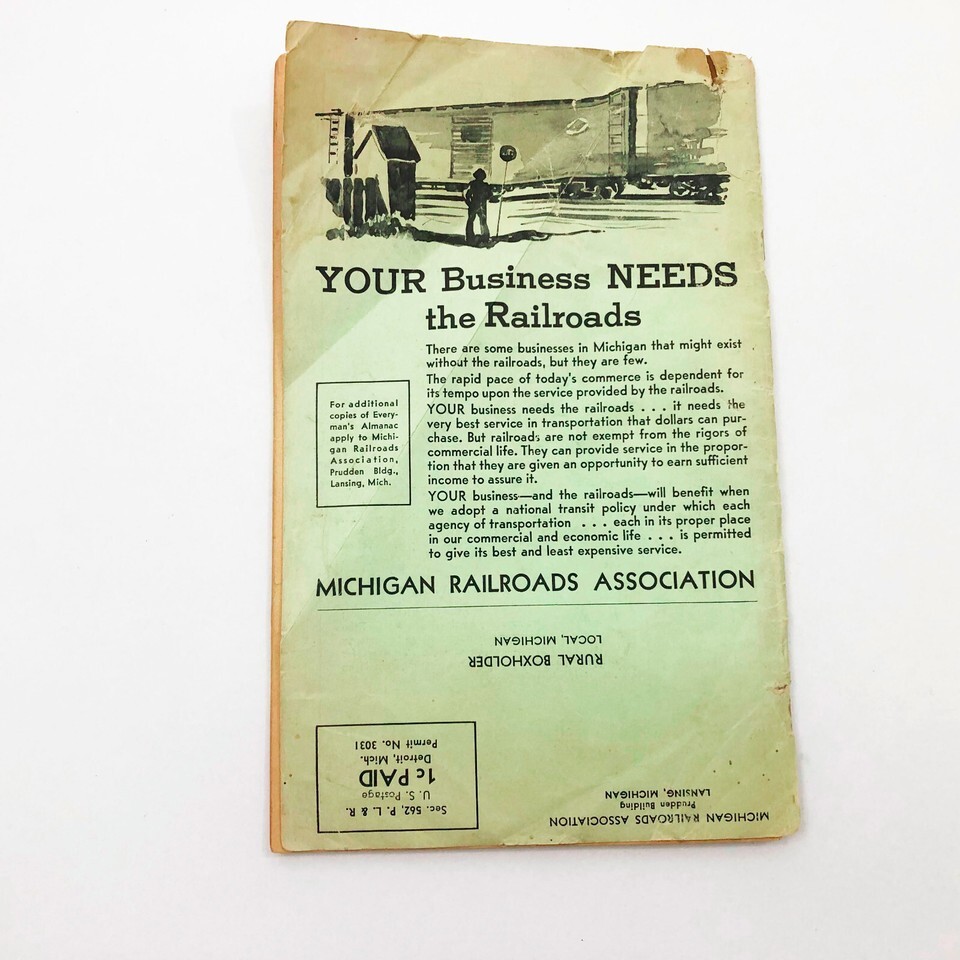 YOUR Business NEEDS
the Railroads
There are some businesses in Michigan that might exist
without the railroads, but they are few.
The rapid pace of today's commerce is dependent for
its tempo upon the service provided by the railroads.
YOUR business needs the railroads . . . it needs the
very best service in transportation that dollars can pur-
chase. But railroads are not exempt from the rigors of
commercial life. They can provide service in the propor-
tion that they are given an opportunity to earn sufficient
income to assure it.
YOUR business—and the railroads—will benefit when
we adopt a national transit policy under which each
agency of transportation . . . each in its proper place
in our commercial and economic life . . . is permitted
to give its best and least expensive service.
For additional
copies of Every-
man's Almanac
apply to Michi-
gan Railroads
Association,
Prudden Bldg.,
Lansing, Mich.
MICHIGAN RAILROADS ASSOCIATION
MICHIGAN RAILROADS ASSOCIATION
Prudden Building
LANSING, MICHIGAN
Sec. 562, P. L. & R.
U. S. Postage
1c PAID
Detroit, Mich.
Permit No. 3031
RURAL BOXHOLDER
LOCAL, MICHIGAN